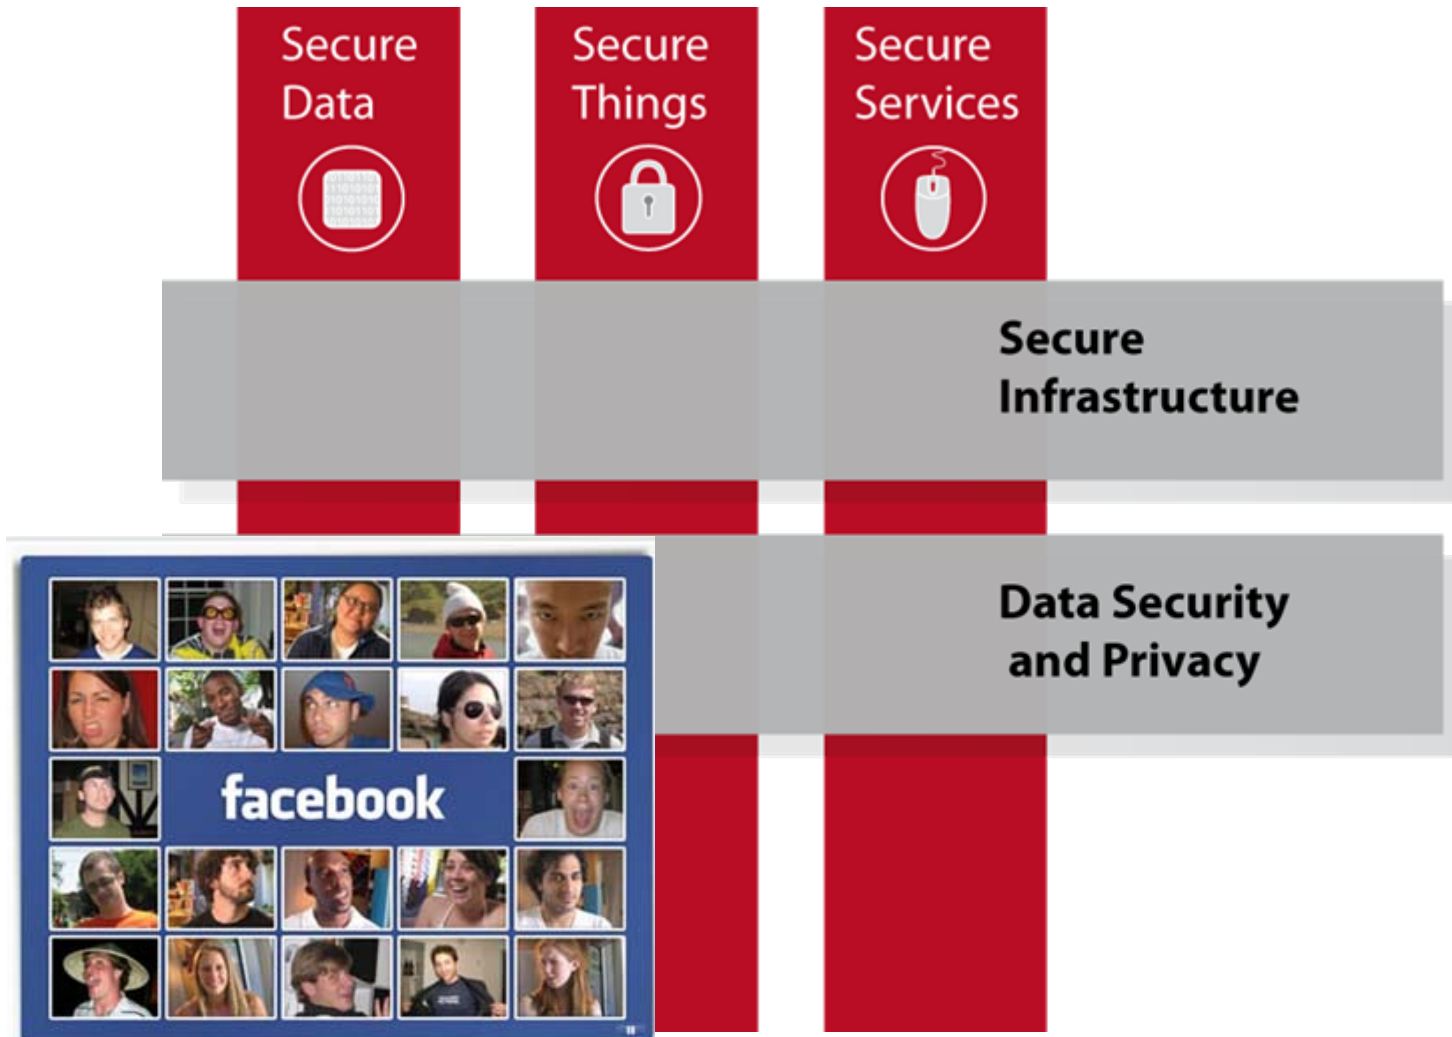 Secure
Data
Secure
Things
Secure
Services
Secure
Infrastructure
Data Security
and Privacy
facebook